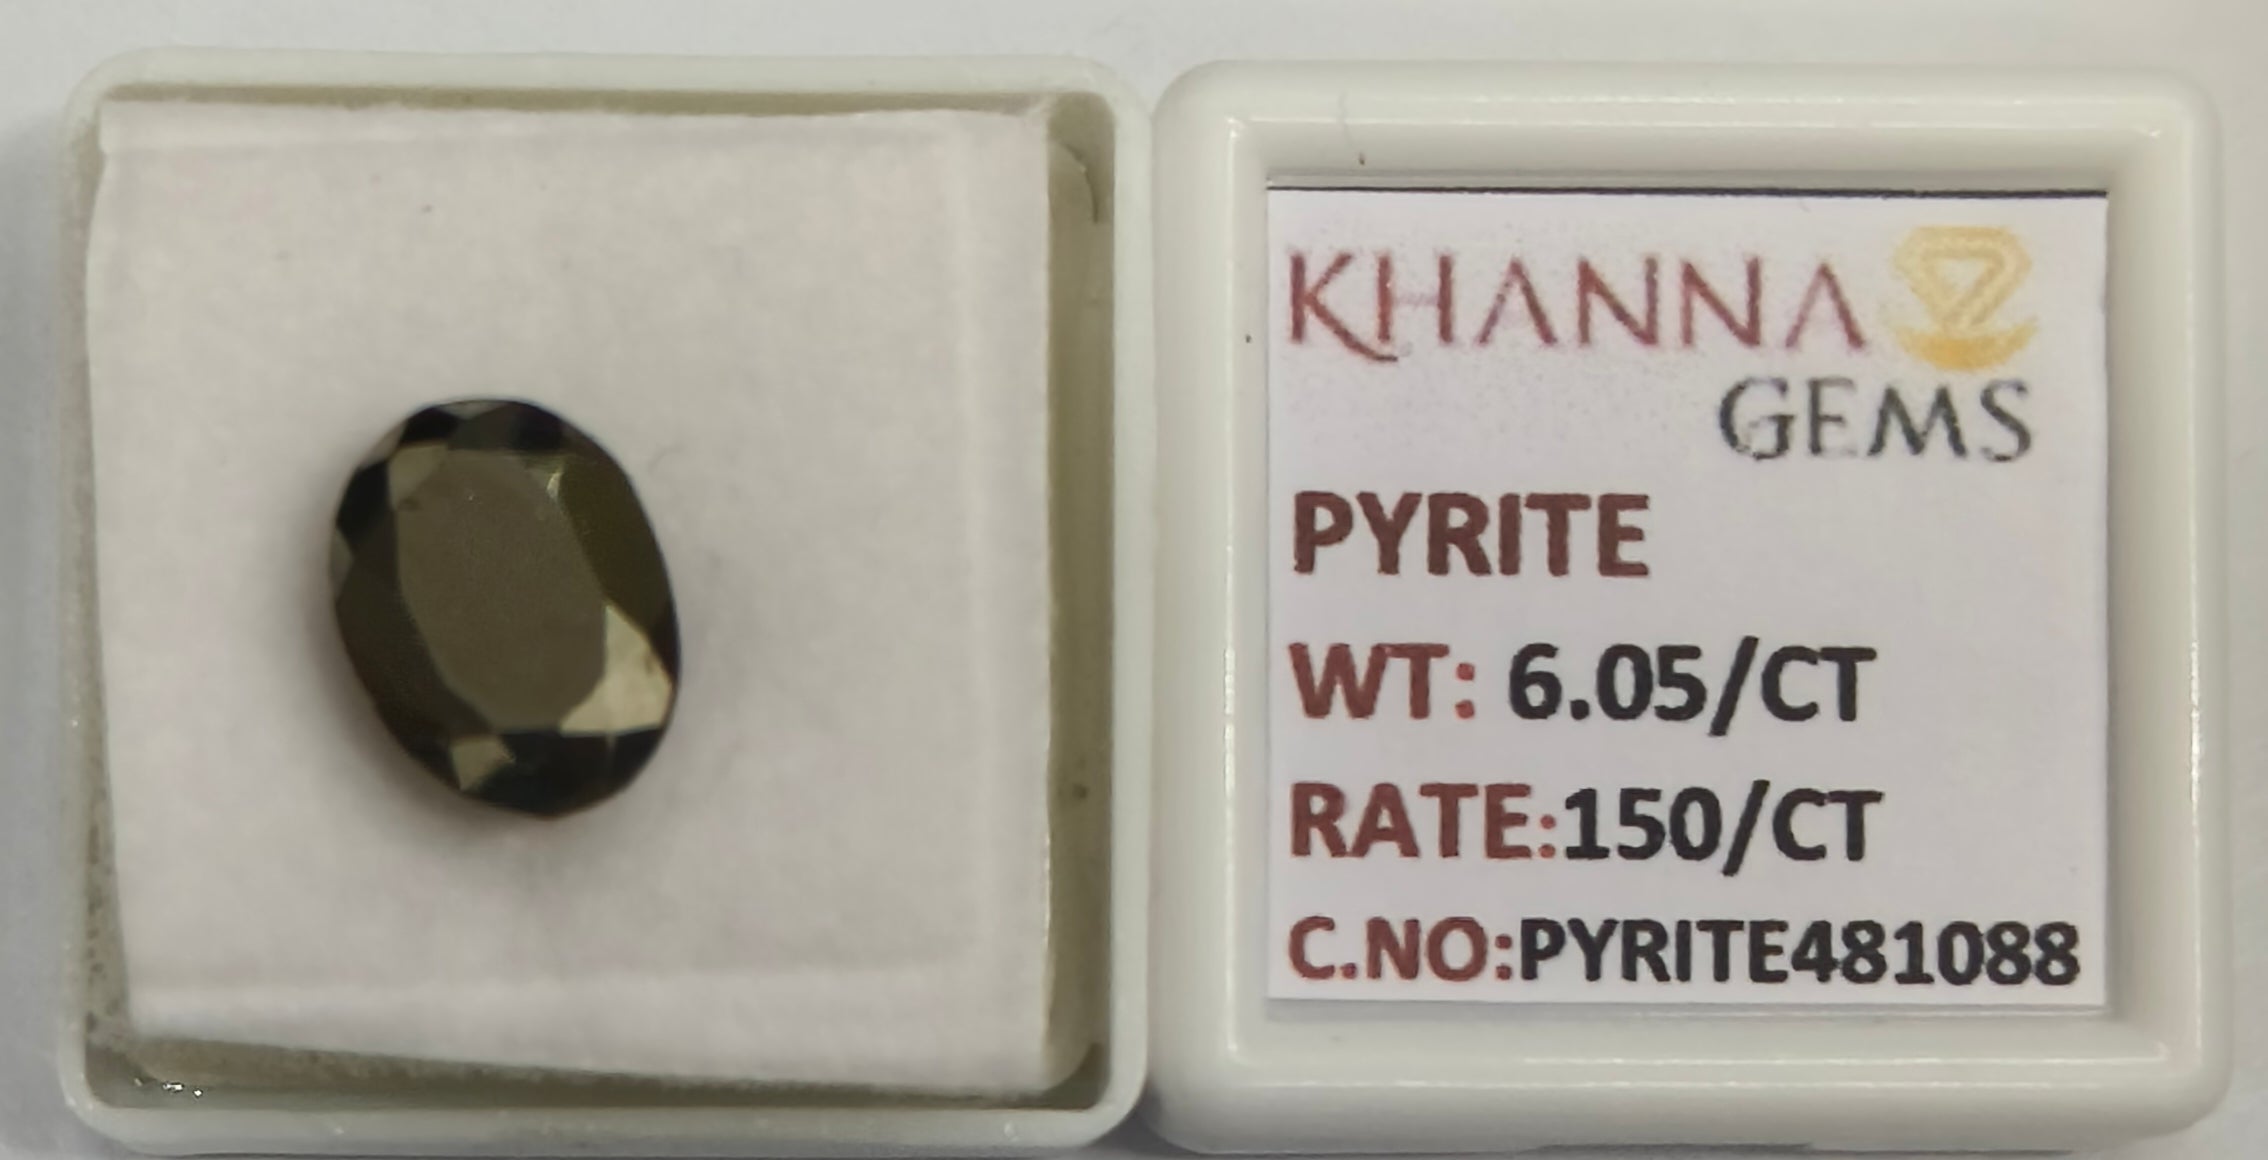 KHANNA
GEMS
PYRITE
WT: 6.05/CT
RATE:150/CT
C.NO:PYRITE481088